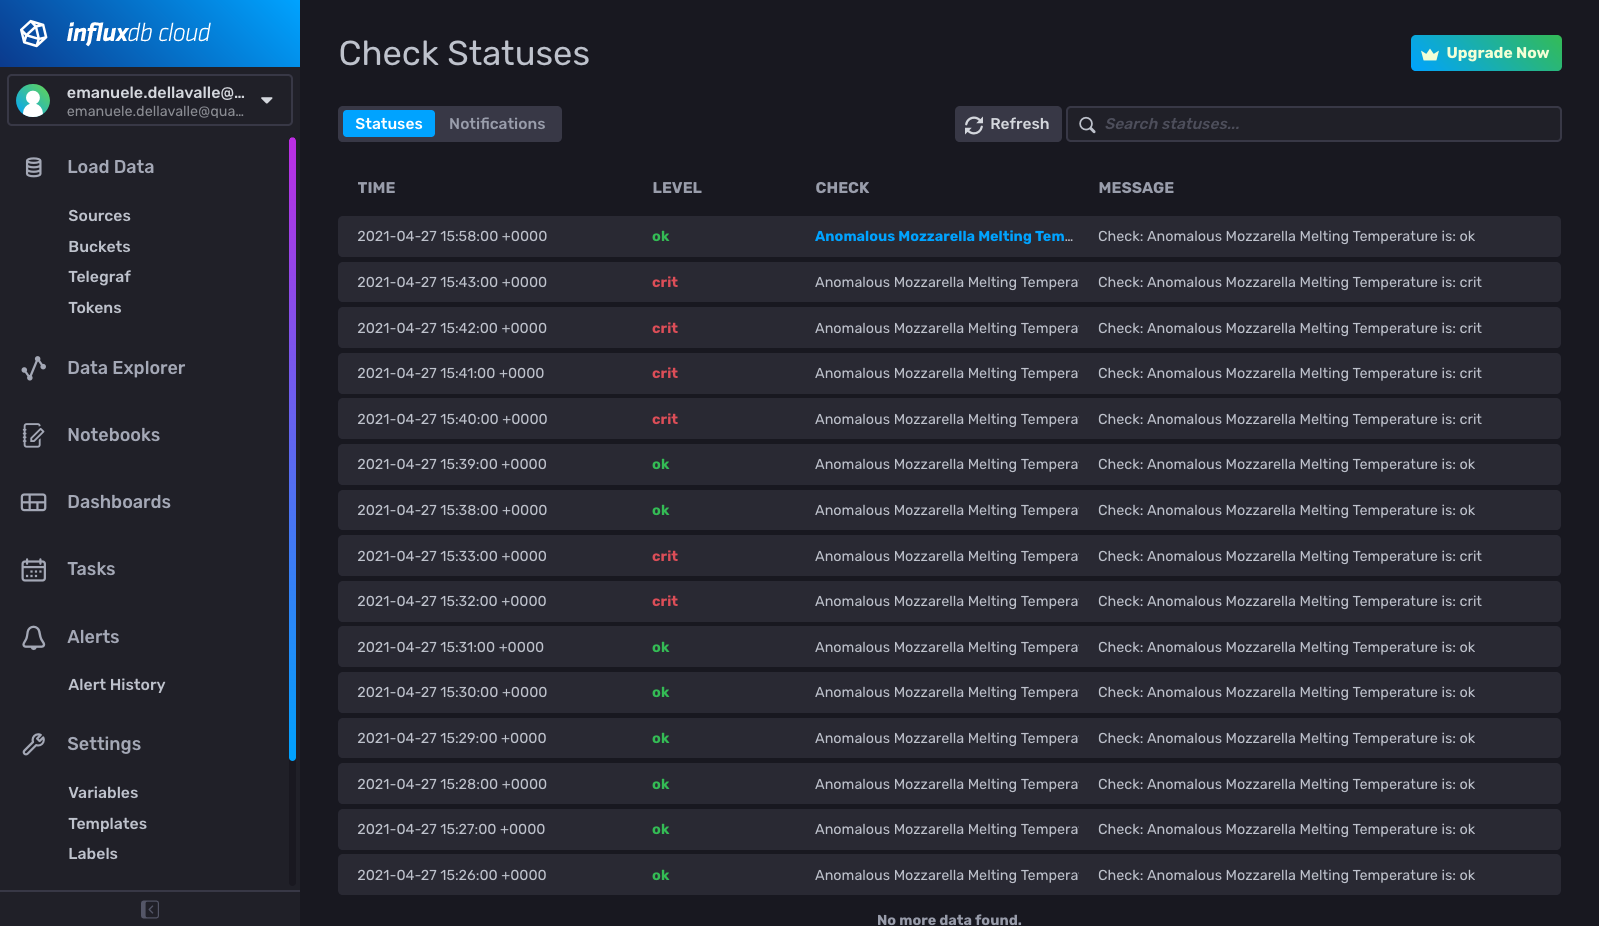 influxdb cloud
emanuele.dellavalle@...
emanuele.dellavalle@qua...
Load Data
Sources
Buckets
Telegraf
Tokens
Data Explorer
Notebooks
Dashboards
Tasks
Alerts
Alert History
Settings
Variables
Templates
Labels
Check Statuses
Upgrade Now
Statuses Notifications
Refresh Search statuses...
TIME LEVEL CHECK MESSAGE
2021-04-27 15:58:00 +0000 ok Anomalous Mozzarella Melting Tem... Check: Anomalous Mozzarella Melting Temperature is: ok
2021-04-27 15:43:00 +0000 crit Anomalous Mozzarella Melting Tempera Check: Anomalous Mozzarella Melting Temperature is: crit
2021-04-27 15:42:00 +0000 crit Anomalous Mozzarella Melting Tempera Check: Anomalous Mozzarella Melting Temperature is: crit
2021-04-27 15:41:00 +0000 crit Anomalous Mozzarella Melting Tempera Check: Anomalous Mozzarella Melting Temperature is: crit
2021-04-27 15:40:00 +0000 crit Anomalous Mozzarella Melting Tempera Check: Anomalous Mozzarella Melting Temperature is: crit
2021-04-27 15:39:00 +0000 ok Anomalous Mozzarella Melting Tempera Check: Anomalous Mozzarella Melting Temperature is: ok
2021-04-27 15:38:00 +0000 ok Anomalous Mozzarella Melting Tempera Check: Anomalous Mozzarella Melting Temperature is: ok
2021-04-27 15:33:00 +0000 crit Anomalous Mozzarella Melting Tempera Check: Anomalous Mozzarella Melting Temperature is: crit
2021-04-27 15:32:00 +0000 crit Anomalous Mozzarella Melting Tempera Check: Anomalous Mozzarella Melting Temperature is: crit
2021-04-27 15:31:00 +0000 ok Anomalous Mozzarella Melting Tempera Check: Anomalous Mozzarella Melting Temperature is: ok
2021-04-27 15:30:00 +0000 ok Anomalous Mozzarella Melting Tempera Check: Anomalous Mozzarella Melting Temperature is: ok
2021-04-27 15:29:00 +0000 ok Anomalous Mozzarella Melting Tempera Check: Anomalous Mozzarella Melting Temperature is: ok
2021-04-27 15:28:00 +0000 ok Anomalous Mozzarella Melting Tempera Check: Anomalous Mozzarella Melting Temperature is: ok
2021-04-27 15:27:00 +0000 ok Anomalous Mozzarella Melting Tempera Check: Anomalous Mozzarella Melting Temperature is: ok
2021-04-27 15:26:00 +0000 ok Anomalous Mozzarella Melting Tempera Check: Anomalous Mozzarella Melting Temperature is: ok
No more data found.